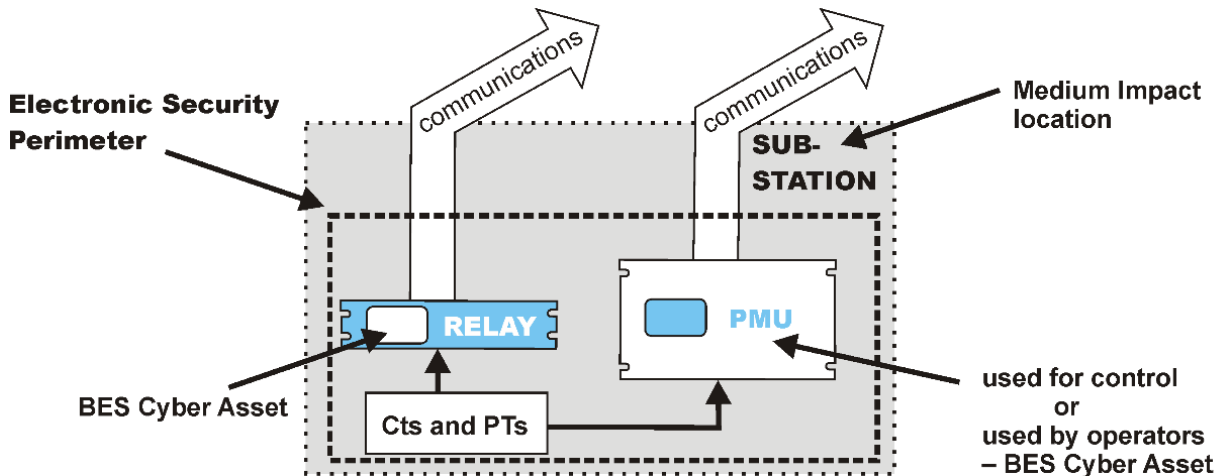 communications
communications
Electronic Security
Perimeter
Medium Impact
location
SUB-
STATION
RELAY
PMU
BES Cyber Asset
Cts and PTs
used for control
or
used by operators
– BES Cyber Asset